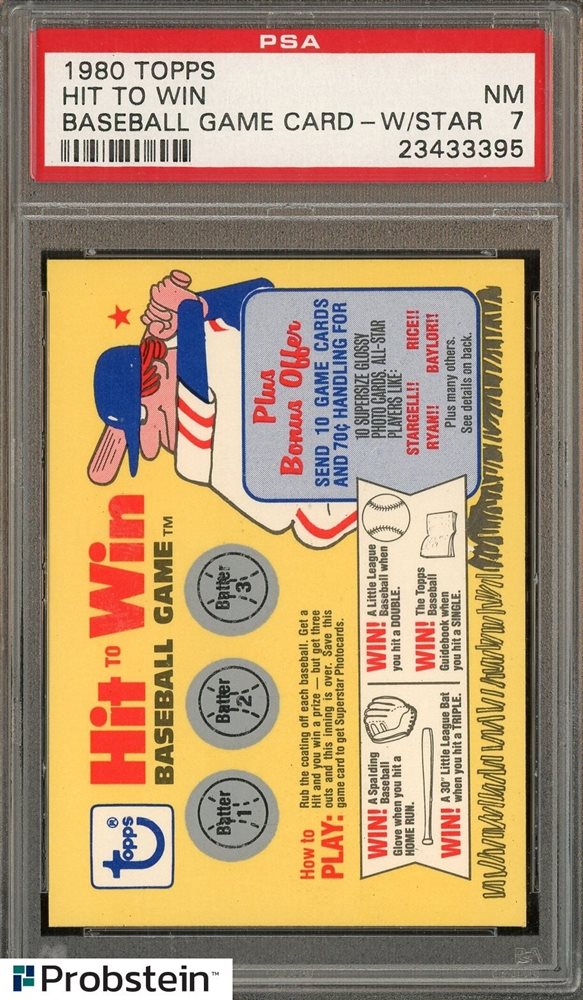 PSA
1980 TOPPS
HIT TO WIN NM
BASEBALL GAME CARD - W/STAR 7
23433395
Topps®
Hit TO Win
BASEBALL GAME™
Batter
1
Batter
2
Batter
3
How to
PLAY:
Rub the coating off each baseball. Get a
Hit and you win a prize — but get three
outs and this inning is over. Save this
game card to get Superstar Photocards.
WIN! A Spalding
Baseball
Glove when you hit a
HOME RUN.
WIN! A 30" Little League Bat
when you hit a TRIPLE.
WIN! A Little League
Baseball when
you hit a DOUBLE.
WIN! The Topps
Baseball
Guidebook when
you hit a SINGLE.
Plus
Bonus Offer
SEND 10 GAME CARDS
AND 70¢ HANDLING FOR
10 SUPERSIZE GLOSSY
PHOTO CARDS. ALL-STAR
PLAYERS LIKE:
STARGELL!! RICE!!
RYAN!! BAYLOR!!
Plus many others.
See details on back.
Probstein™